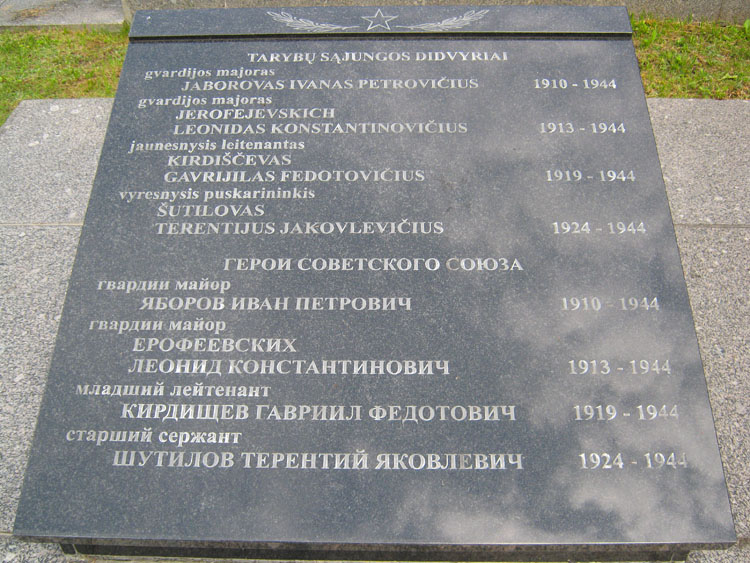 TARYBŲ SĄJUNGOS DIDVYRIAI
gvardijos majoras
JABOROVAS IVANAS PETROVIČIUS 1910 - 1944
gvardijos majoras
JEROFEJEVSKICH
LEONIDAS KONSTANTINOVIČIUS 1913 - 1944
jaunesnysis leitenantas
KIRDIŠČEVAS
GAVRIJILAS FEDOTOVIČIUS 1919 - 1944
vyresnysis puskarininkis
ŠUTILOVAS
TERENTIJUS JAKOVLEVIČIUS 1924 - 1944
ГЕРОИ СОВЕТСКОГО СОЮЗА
гвардии майор
ЯБОРОВ ИВАН ПЕТРОВИЧ 1910 - 1944
гвардии майор
ЕРОФЕЕВСКИХ
ЛЕОНИД КОНСТАНТИНОВИЧ 1913 - 1944
младший лейтенант
КИРДИЩЕВ ГАВРИИЛ ФЕДОТОВИЧ 1919 - 1944
старший сержант
ШУТИЛОВ ТЕРЕНТИЙ ЯКОВЛЕВИЧ 1924 - 1944